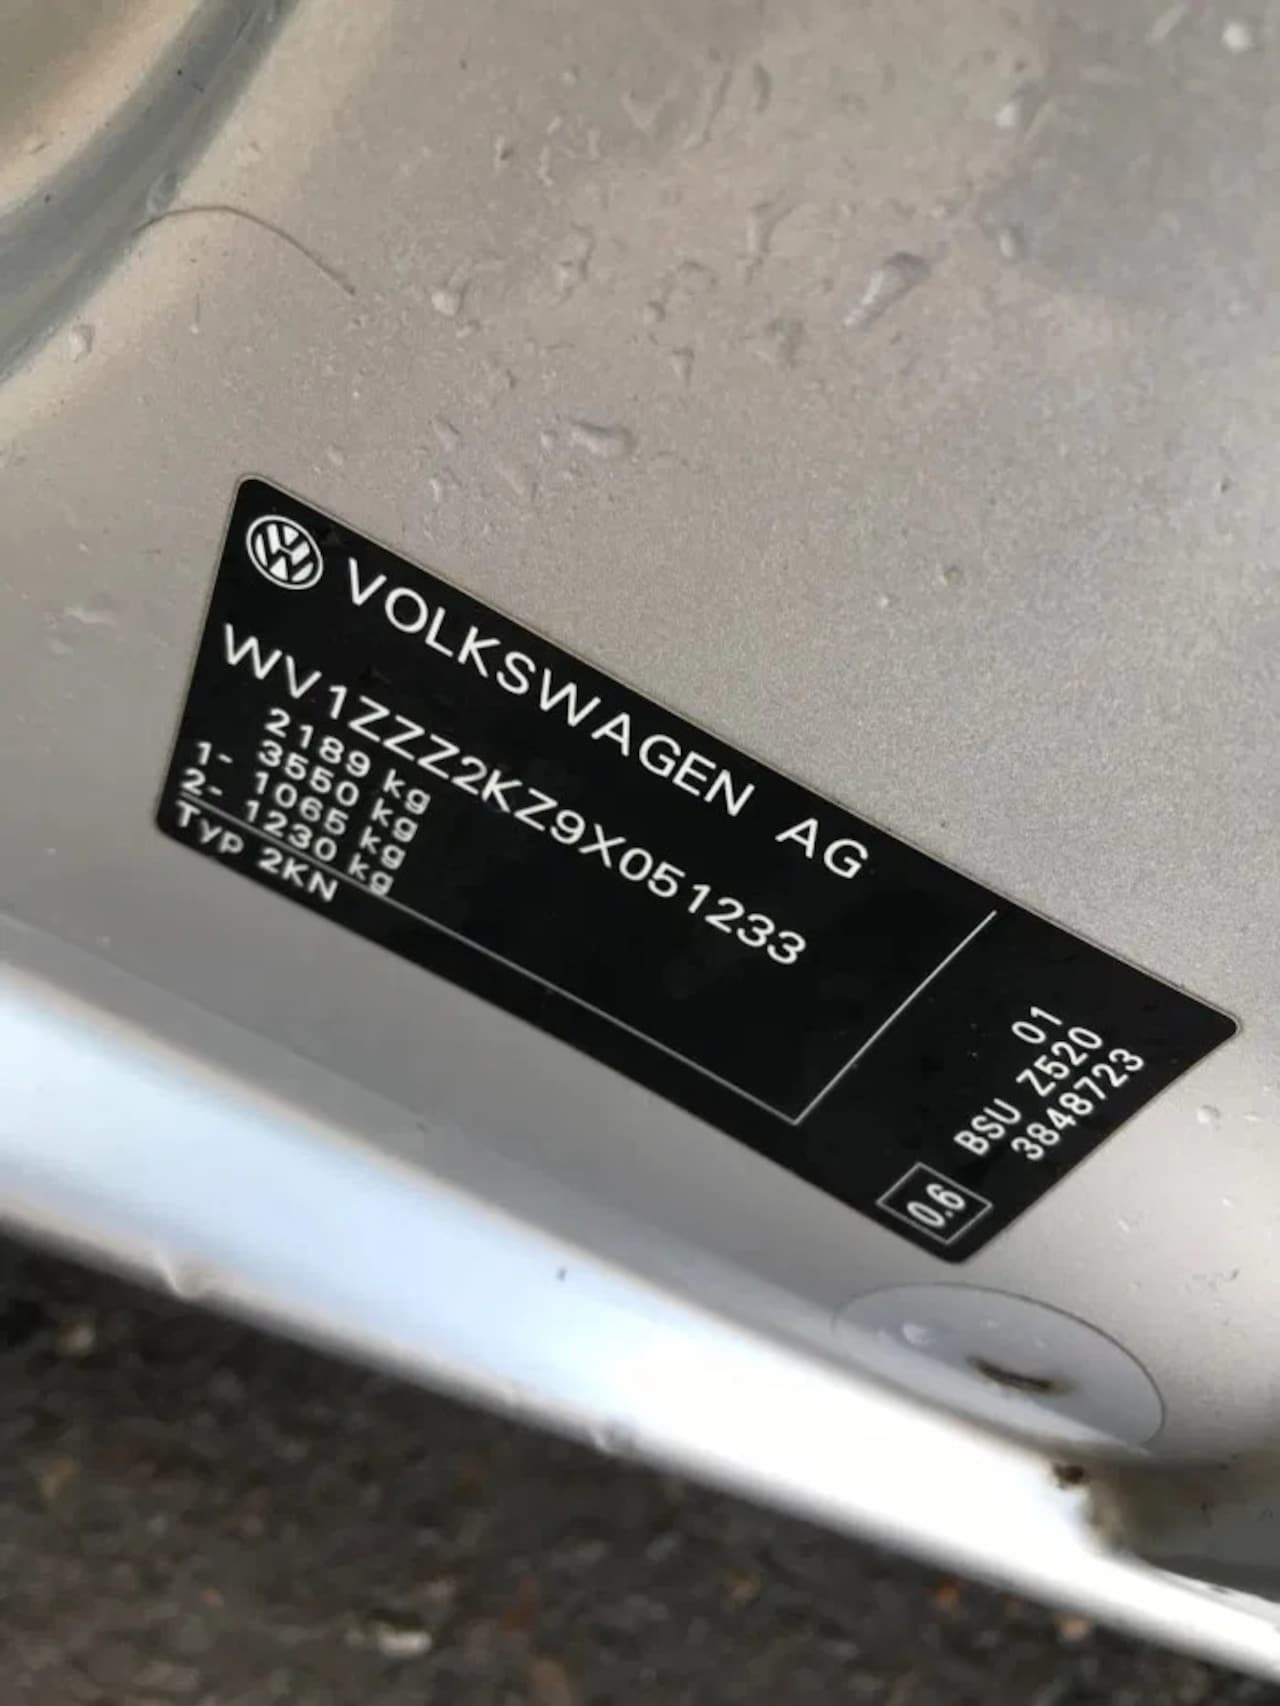 VOLKSWAGEN AG
WV1ZZZ2KZ9X051233
2189 kg
3550 kg
1- 1065 kg
2- 1230 kg
Typ 2KN
01
BSU Z520
3848723
0.6